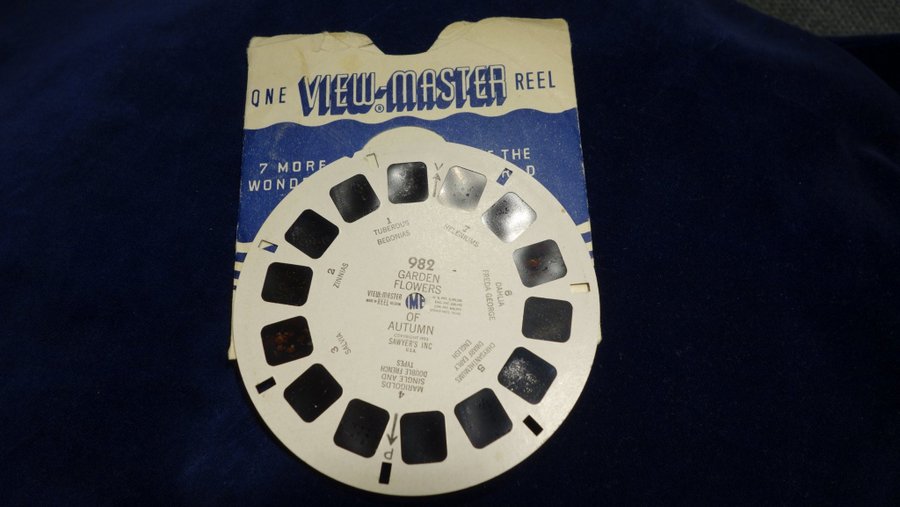 ONE VIEW-MASTER® REEL
7 MORE THE
WOND
1
TUBEROUS
BEGONIAS
2
ZINNIAS
3
SALVIA
4
MARIGOLDS
SINGLE AND
DOUBLE FRENCH
TYPES
5
CHRYSANTHEMUMS
ENGLISH
6
DAHLIA
FREDA GEORGE
7
HELENIUMS
982
GARDEN
FLOWERS
VIEW-MASTER
REEL
OF
AUTUMN
SAWYER'S INC
U.S.A.